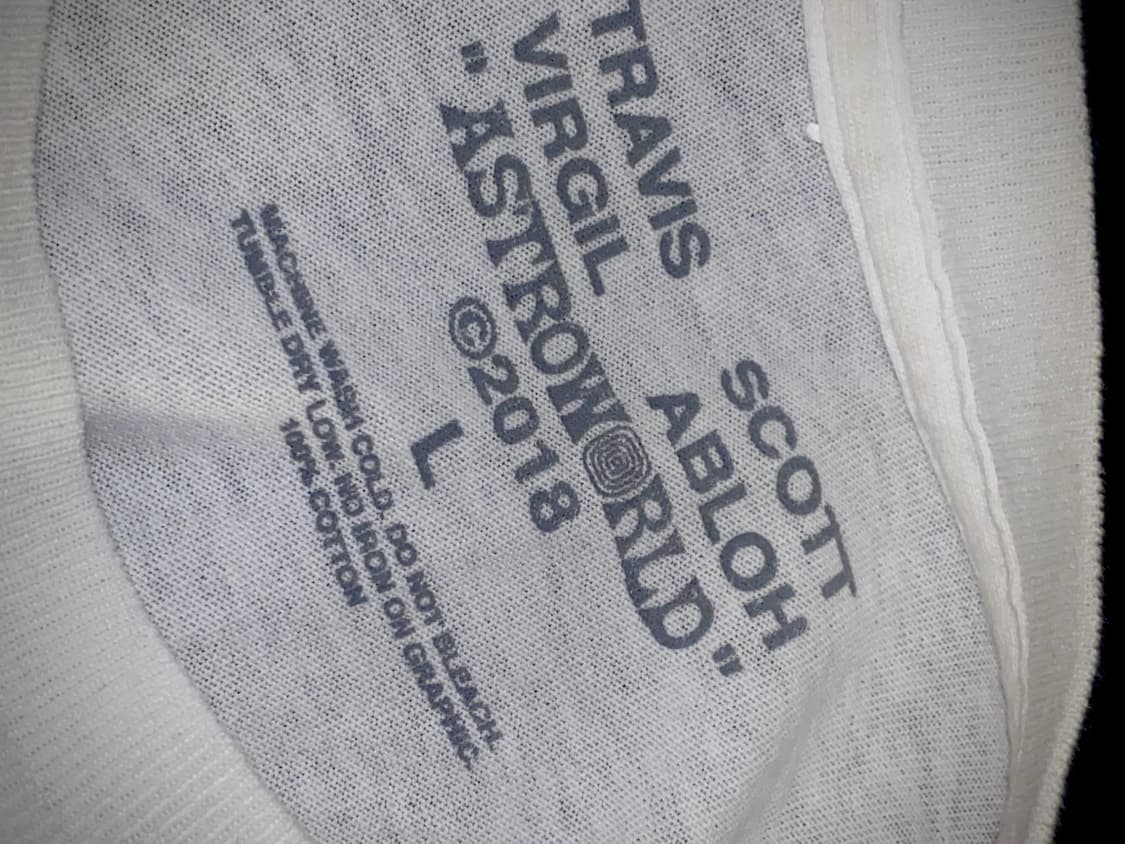 TRAVIS SCOTT
VIRGIL ABLOH
"ASTROWORLD"
©2018
L
MACHINE WASH COLD. DO NOT BLEACH.
TUMBLE DRY LOW. NO IRON ON GRAPHIC.
100% COTTON